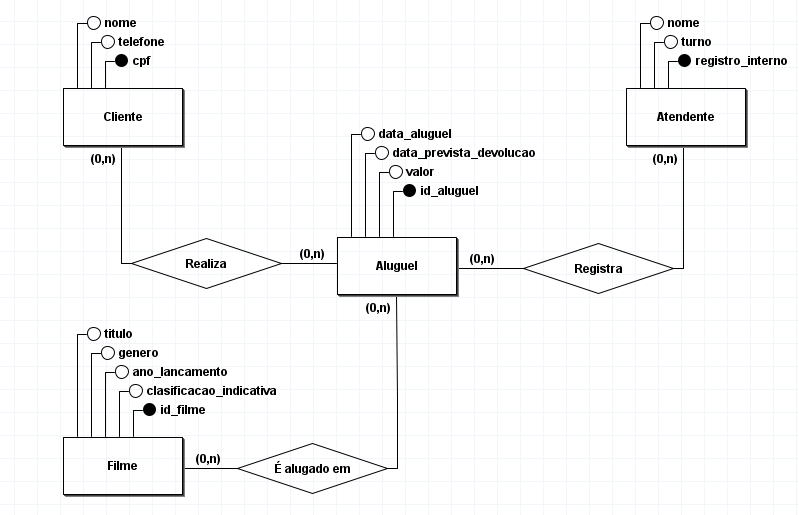 nome
telefone
cpf
Cliente
(0,n)
nome
turno
registro_interno
Atendente
(0,n)
data_aluguel
data_prevista_devolucao
valor
id_aluguel
Realiza
(0,n)
Aluguel
(0,n)
Registra
(0,n)
titulo
genero
ano_lancamento
clasificacao_indicativa
id_filme
Filme
(0,n)
É alugado em